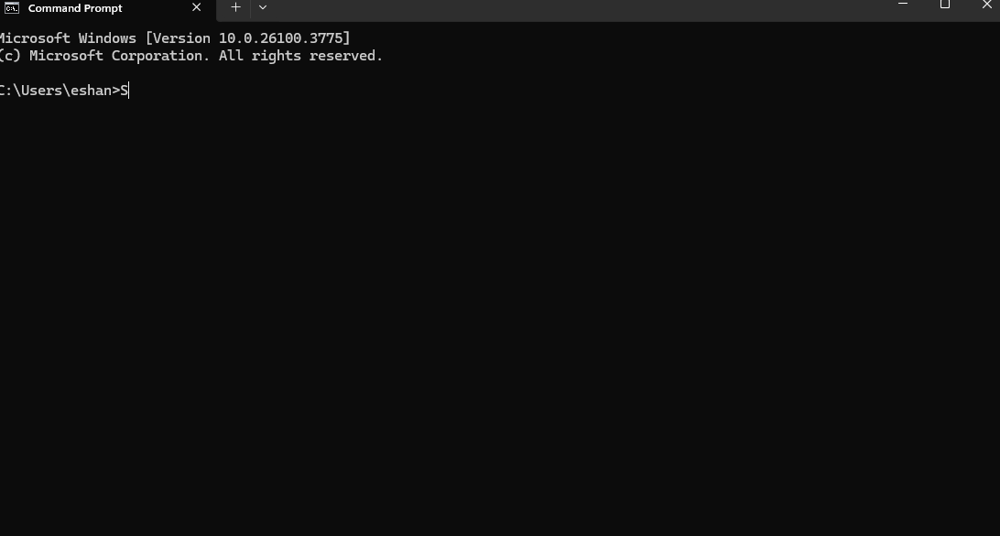 Command Prompt
Microsoft Windows [Version 10.0.26100.3775]
(c) Microsoft Corporation. All rights reserved.
C:\Users\eshan>S